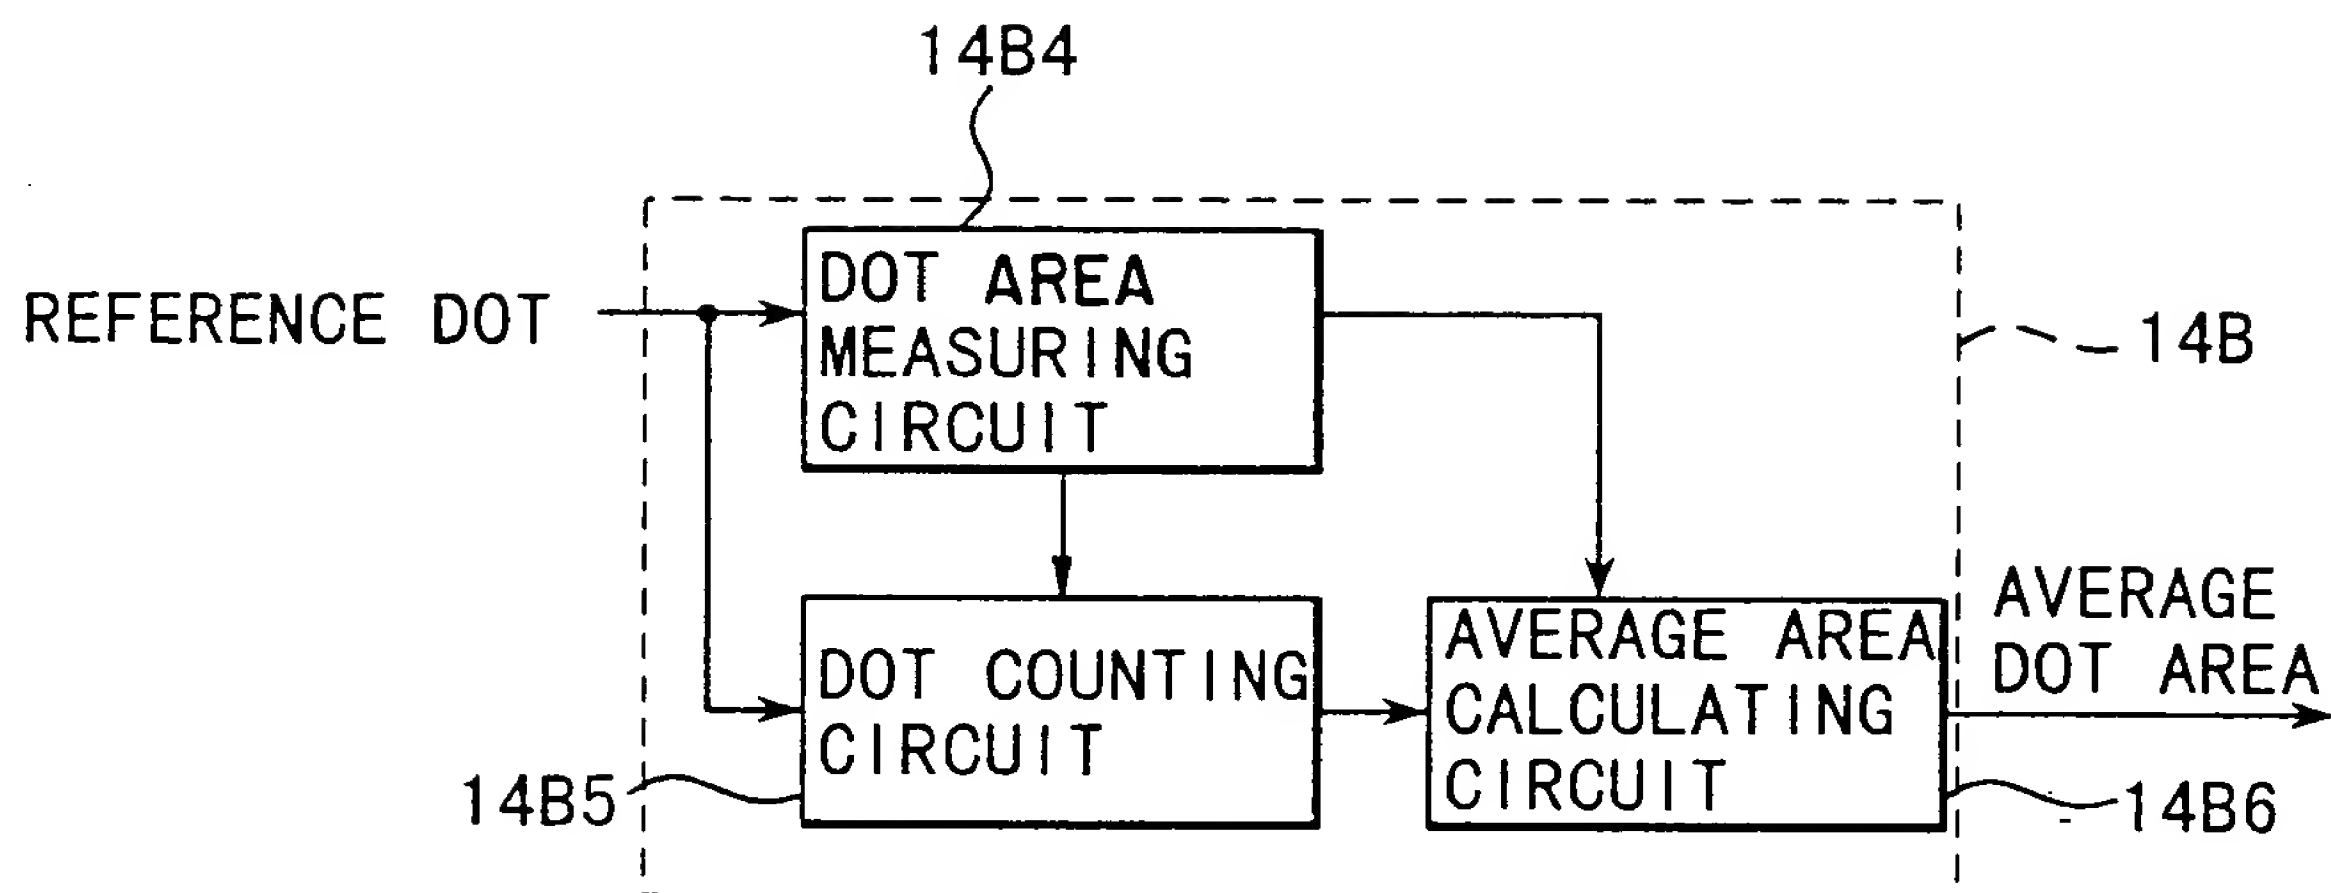 14B4
REFERENCE DOT
DOT AREA
MEASURING
CIRCUIT
14B
DOT COUNTING
CIRCUIT
14B5
AVERAGE AREA
CALCULATING
CIRCUIT
AVERAGE
DOT AREA
14B6